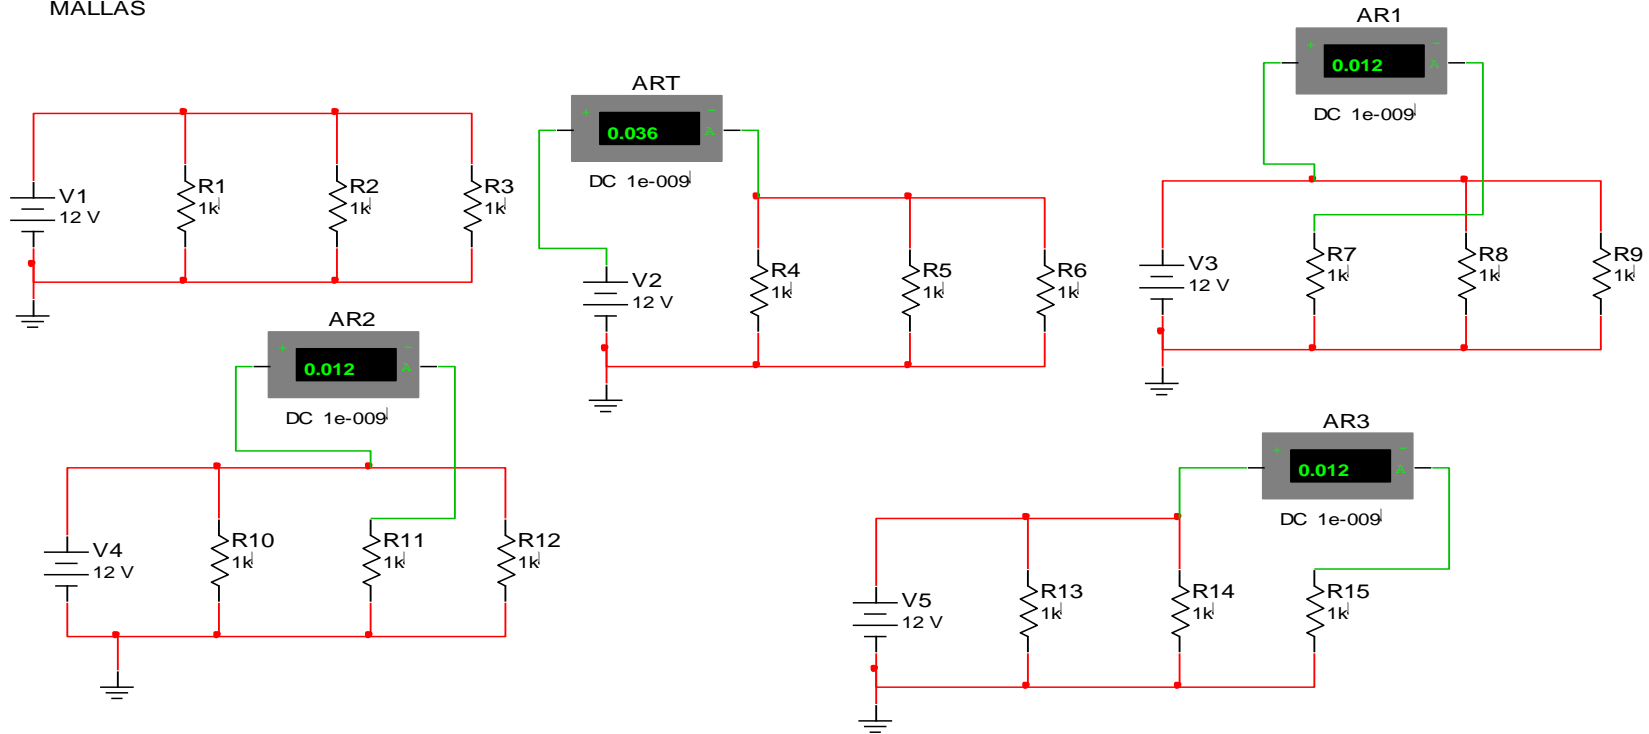 MALLAS
V1
12 V
R1
1k
R2
1k
R3
1k
ART
+
−
0.036
A
DC 1e-009
V2
12 V
R4
1k
R5
1k
R6
1k
AR1
+
−
0.012
A
DC 1e-009
V3
12 V
R7
1k
R8
1k
R9
1k
AR2
+
−
0.012
A
DC 1e-009
V4
12 V
R10
1k
R11
1k
R12
1k
AR3
+
−
0.012
A
DC 1e-009
V5
12 V
R13
1k
R14
1k
R15
1k